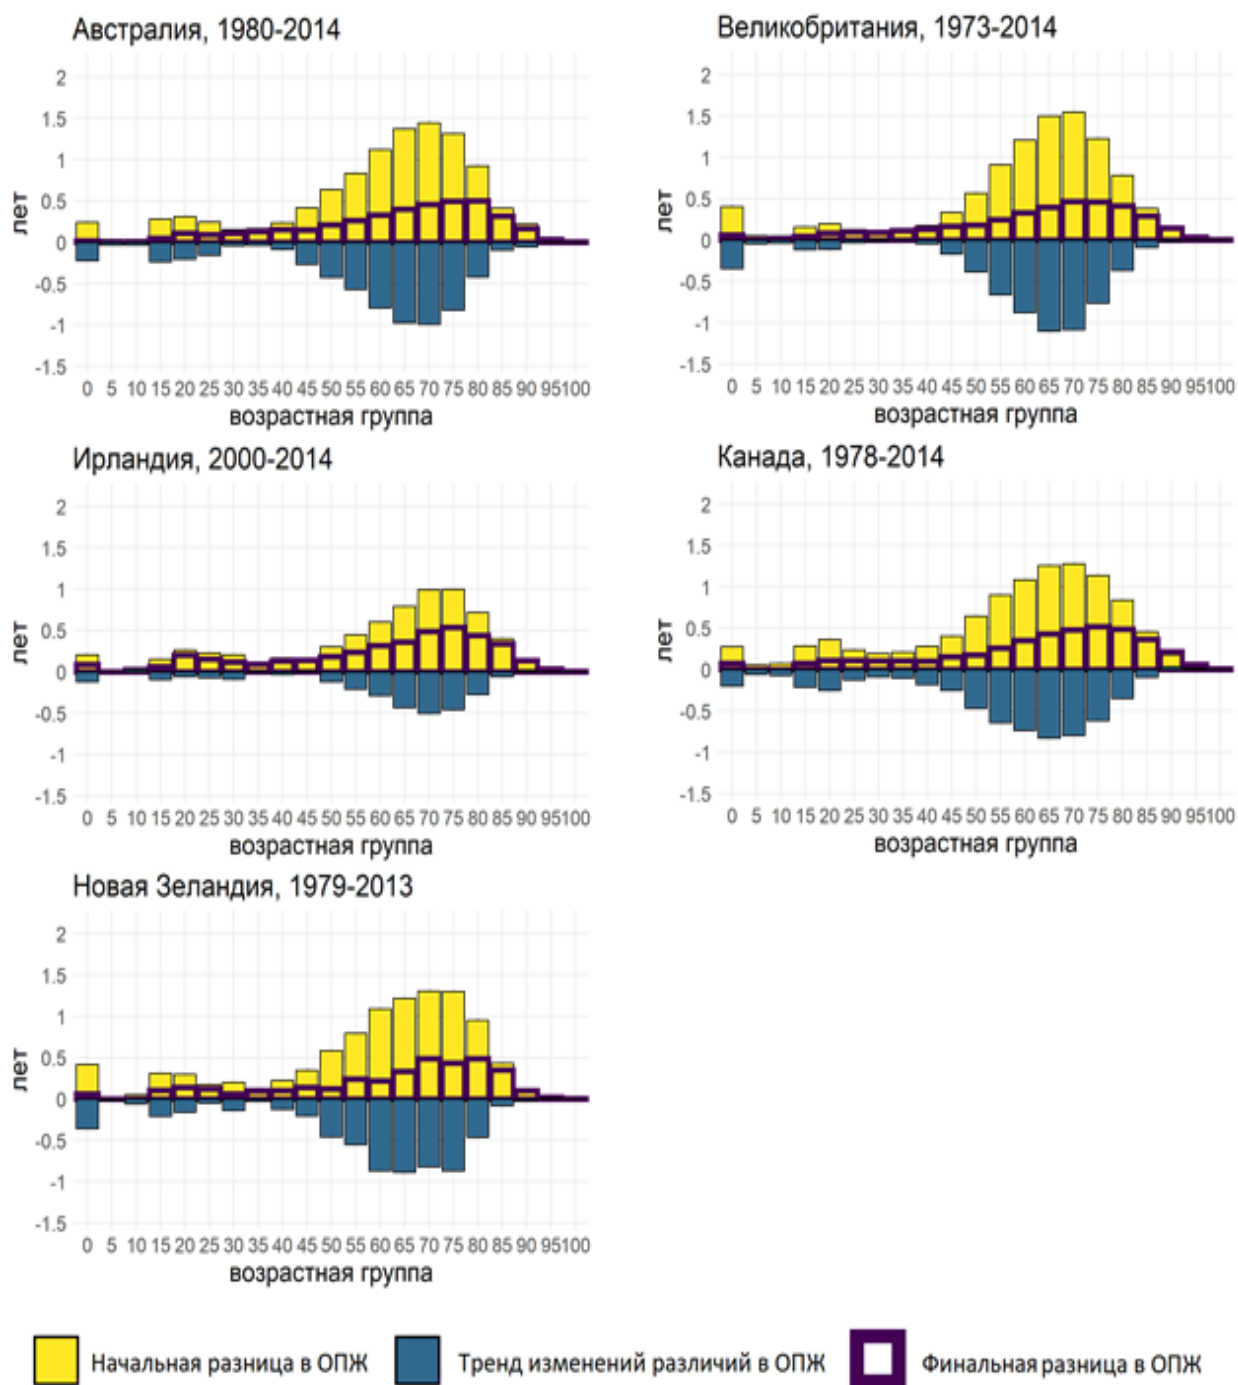 Австралия, 1980-2014
2
1.5
1
0.5
0
-0.5
-1
-1.5
лет
0 5 10 15 20 25 30 35 40 45 50 55 60 65 70 75 80 85 90 95100
возрастная группа
Великобритания, 1973-2014
2
1.5
1
0.5
0
-0.5
-1
-1.5
лет
0 5 10 15 20 25 30 35 40 45 50 55 60 65 70 75 80 85 90 95100
возрастная группа
Ирландия, 2000-2014
2
1.5
1
0.5
0
-0.5
-1
-1.5
лет
0 5 10 15 20 25 30 35 40 45 50 55 60 65 70 75 80 85 90 95100
возрастная группа
Канада, 1978-2014
2
1.5
1
0.5
0
-0.5
-1
-1.5
лет
0 5 10 15 20 25 30 35 40 45 50 55 60 65 70 75 80 85 90 95100
возрастная группа
Новая Зеландия, 1979-2013
2
1.5
1
0.5
0
-0.5
-1
-1.5
лет
0 5 10 15 20 25 30 35 40 45 50 55 60 65 70 75 80 85 90 95100
возрастная группа
Начальная разница в ОПЖ
Тренд изменений различий в ОПЖ
Финальная разница в ОПЖ